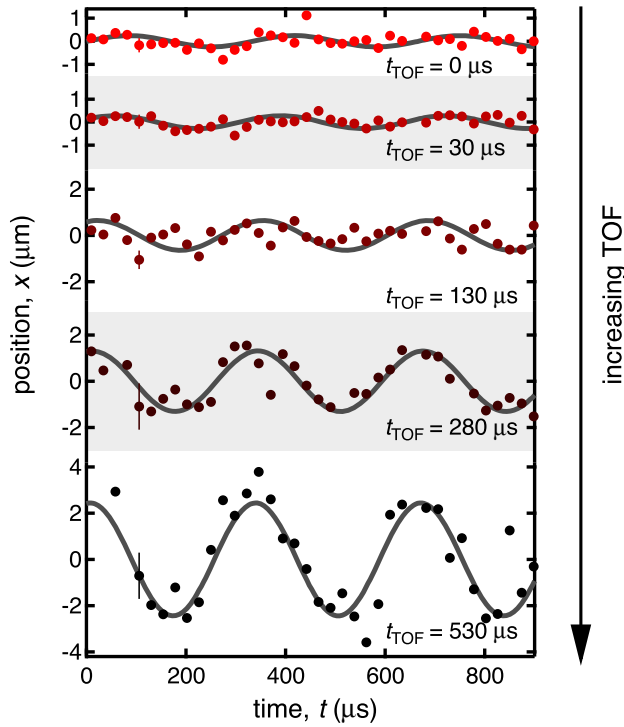 1
0
-1
t_TOF = 0 μs
1
0
-1
t_TOF = 30 μs
2
0
-2
t_TOF = 130 μs
2
0
-2
t_TOF = 280 μs
4
2
0
-2
-4
t_TOF = 530 μs
0
200
400
600
800
time, t (μs)
position, x (μm)
increasing TOF